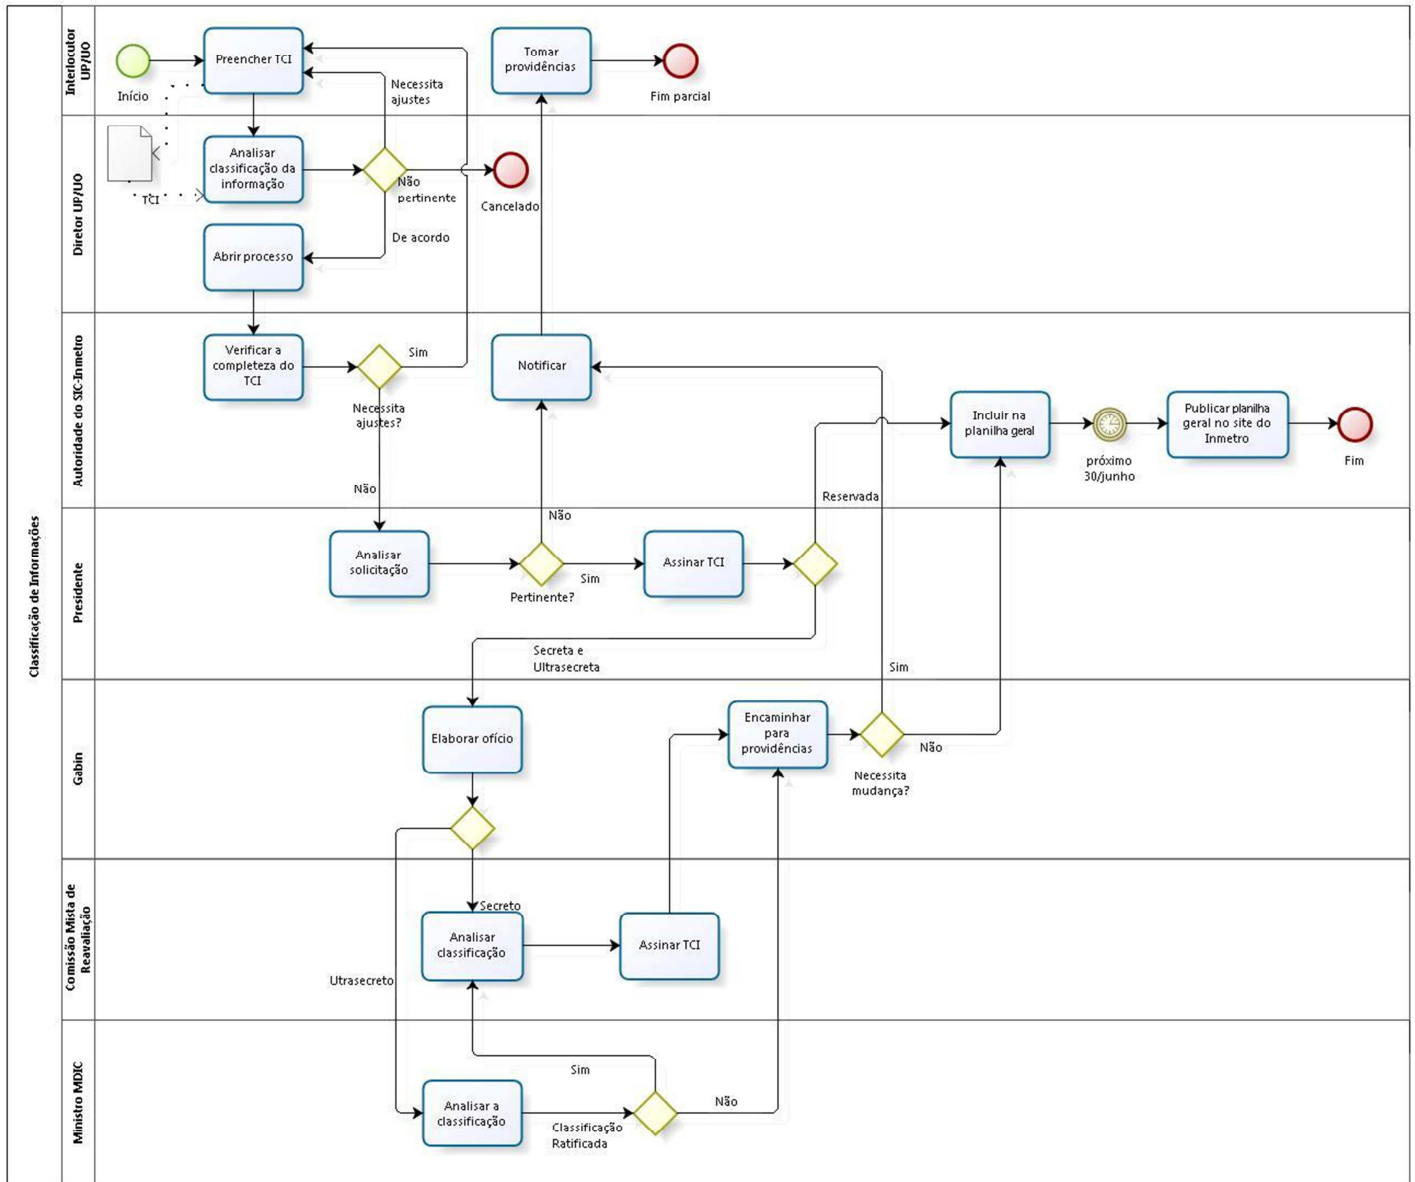 Classificação de Informações
Interlocutor
UP/UO
Início
Preencher TCI
Necessita
ajustes
Tomar
providências
Fim parcial
Diretor UP/UO
TCI
Analisar
classificação da
informação
Não
pertinente
Cancelado
De acordo
Abrir processo
Autoridade do SIC-Inmetro
Verificar a
completeza do
TCI
Sim
Necessita
ajustes?
Não
Notificar
Incluir na
planilha geral
próximo
30/junho
Publicar planilha
geral no site do
Inmetro
Fim
Reservada
Presidente
Analisar
solicitação
Não
Pertinente?
Sim
Assinar TCI
Secreta e
Ultrasecreta
Sim
Gabin
Elaborar ofício
Encaminhar
para
providências
Necessita
mudança?
Não
Comissão Mista de
Reavaliação
Secreto
Analisar
classificação
Assinar TCI
Utrasecreto
Ministro MDIC
Sim
Analisar a
classificação
Classificação
Ratificada
Não